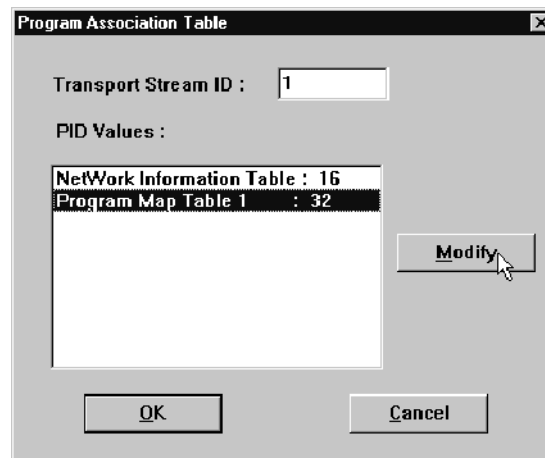 Program Association Table
Transport Stream ID : 1
PID Values :
NetWork Information Table : 16
Program Map Table 1 : 32
Modify
OK
Cancel